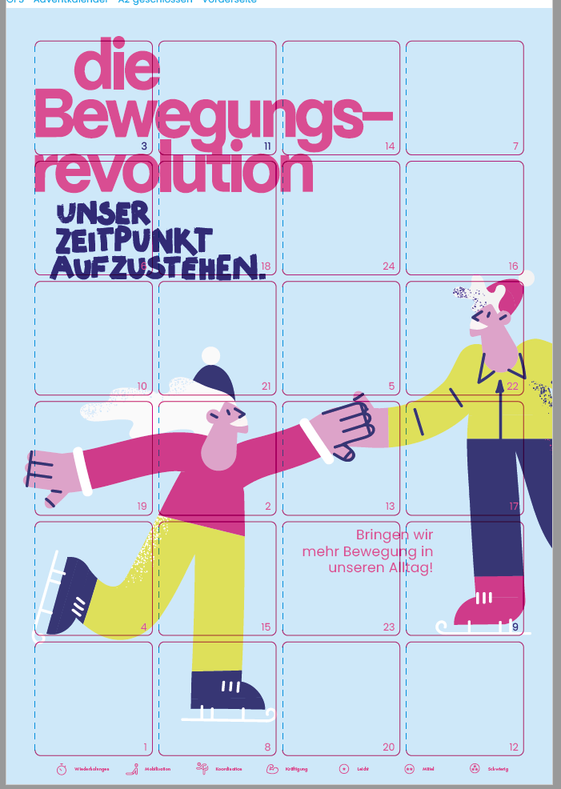 GFS - Adventkalender - A2 geschlossen - Vorderseite
die
Bewegungs-
revolution
UNSER
ZEITPUNKT
AUFZUSTEHEN.
3
11
14
7
6
18
24
16
10
21
5
22
19
2
13
17
Bringen wir
mehr Bewegung in
unseren Alltag!
4
15
23
9
1
8
20
12
Wiederholungen
Mobilisation
Koordination
Kräftigung
Leicht
Mittel
Schwierig